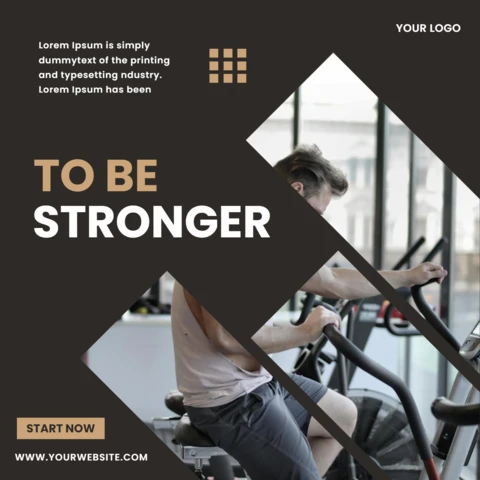 YOUR LOGO
Lorem Ipsum is simply
dummytext of the printing
and typesetting ndustry.
Lorem Ipsum has been
TO BE
STRONGER
START NOW
WWW.YOURWEBSITE.COM